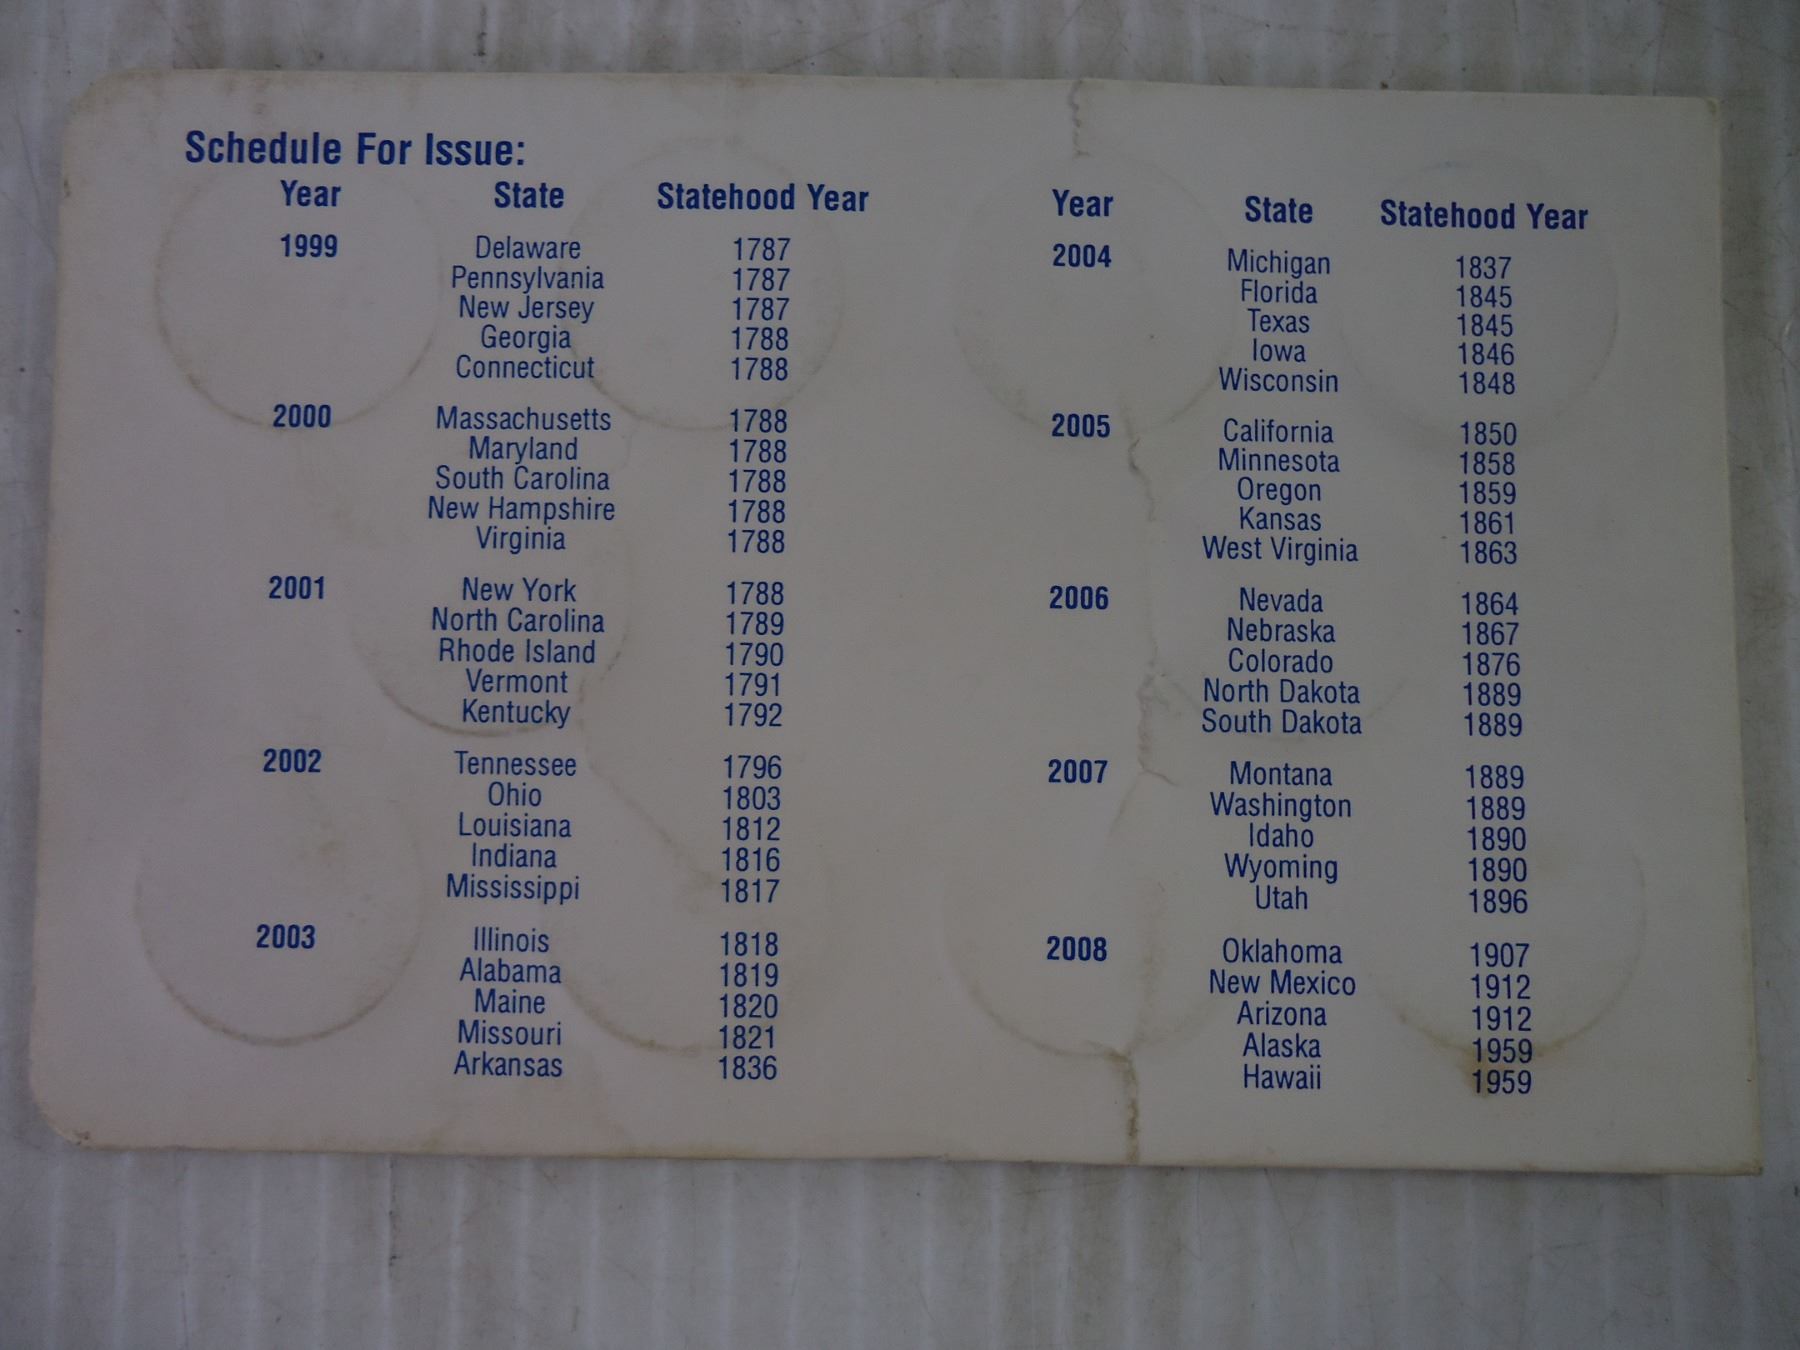 Schedule For Issue:
Year State Statehood Year
1999 Delaware 1787
Pennsylvania 1787
New Jersey 1787
Georgia 1788
Connecticut 1788
2000 Massachusetts 1788
Maryland 1788
South Carolina 1788
New Hampshire 1788
Virginia 1788
2001 New York 1788
North Carolina 1789
Rhode Island 1790
Vermont 1791
Kentucky 1792
2002 Tennessee 1796
Ohio 1803
Louisiana 1812
Indiana 1816
Mississippi 1817
2003 Illinois 1818
Alabama 1819
Maine 1820
Missouri 1821
Arkansas 1836
Year State Statehood Year
2004 Michigan 1837
Florida 1845
Texas 1845
Iowa 1846
Wisconsin 1848
2005 California 1850
Minnesota 1858
Oregon 1859
Kansas 1861
West Virginia 1863
2006 Nevada 1864
Nebraska 1867
Colorado 1876
North Dakota 1889
South Dakota 1889
2007 Montana 1889
Washington 1889
Idaho 1890
Wyoming 1890
Utah 1896
2008 Oklahoma 1907
New Mexico 1912
Arizona 1912
Alaska 1959
Hawaii 1959